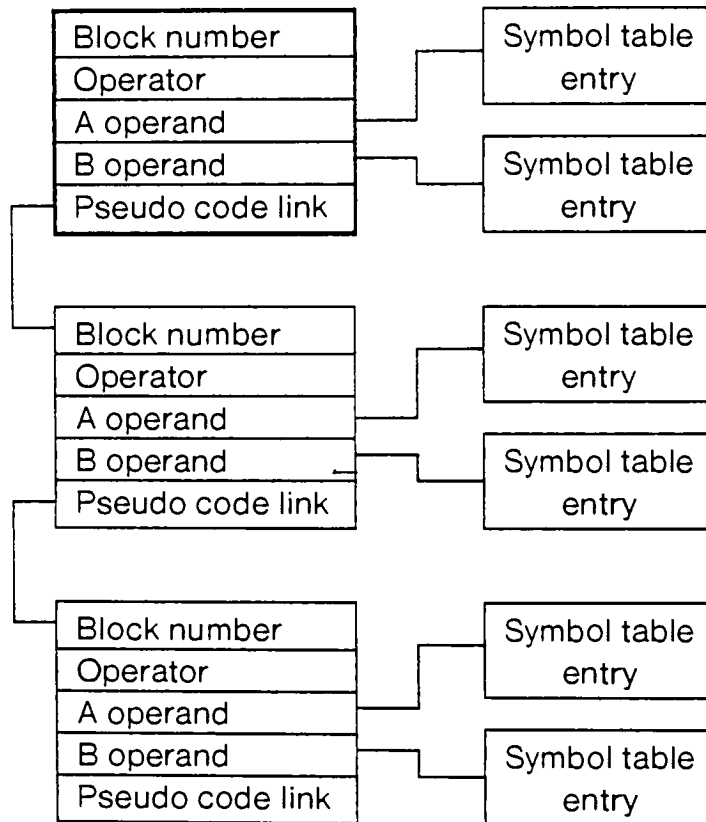 Block number
Operator
A operand
B operand
Pseudo code link
Symbol table
entry
Symbol table
entry
Block number
Operator
A operand
B operand
Pseudo code link
Symbol table
entry
Symbol table
entry
Block number
Operator
A operand
B operand
Pseudo code link
Symbol table
entry
Symbol table
entry